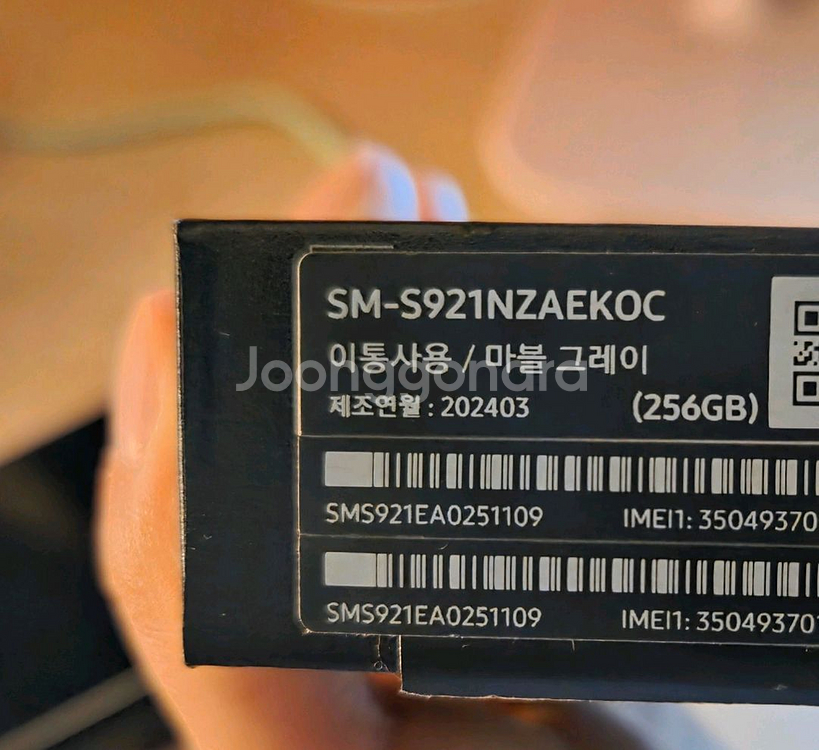 SM-S921NZAEKOC
이통사용 / 마블 그레이
Joonggonara
제조연월 : 202403
(256GB)
SMS921EA0251109
IMEI1: 35049370
SMS921EA0251109
IMEI1: 35049370